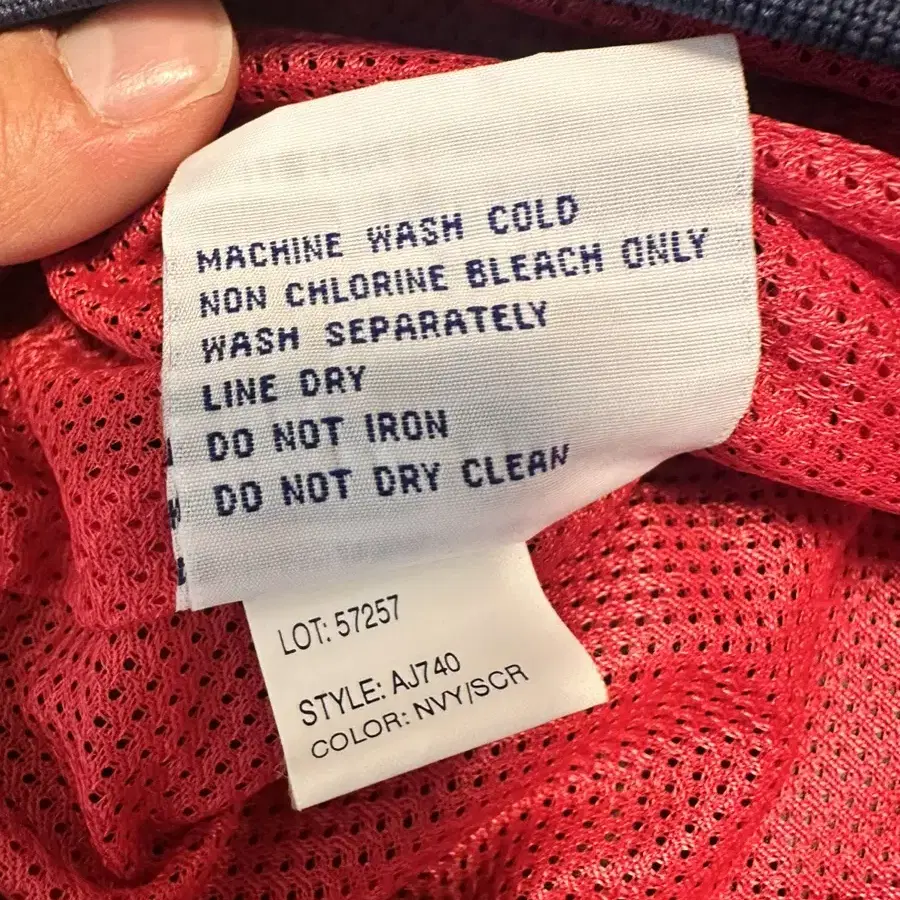 MACHINE WASH COLD
NON CHLORINE BLEACH ONLY
WASH SEPARATELY
LINE DRY
DO NOT IRON
DO NOT DRY CLEAN
LOT: 57257
STYLE: AJ740
COLOR: NVY/SCR